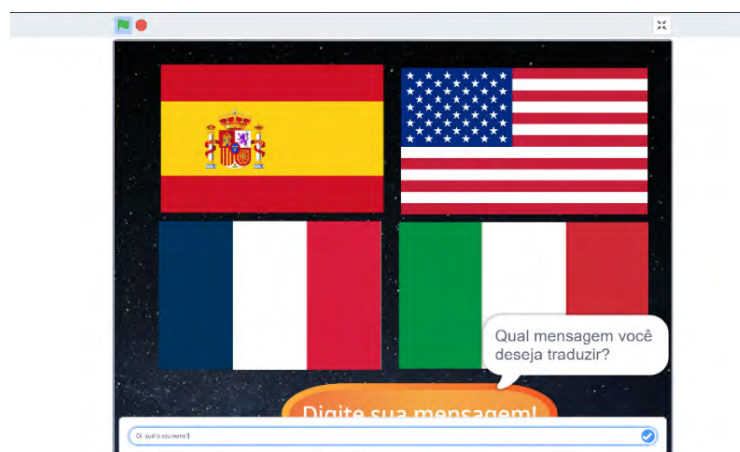 Qual mensagem você
deseja traduzir?
Digite sua mensagem!
Oi, qual o seu nome?